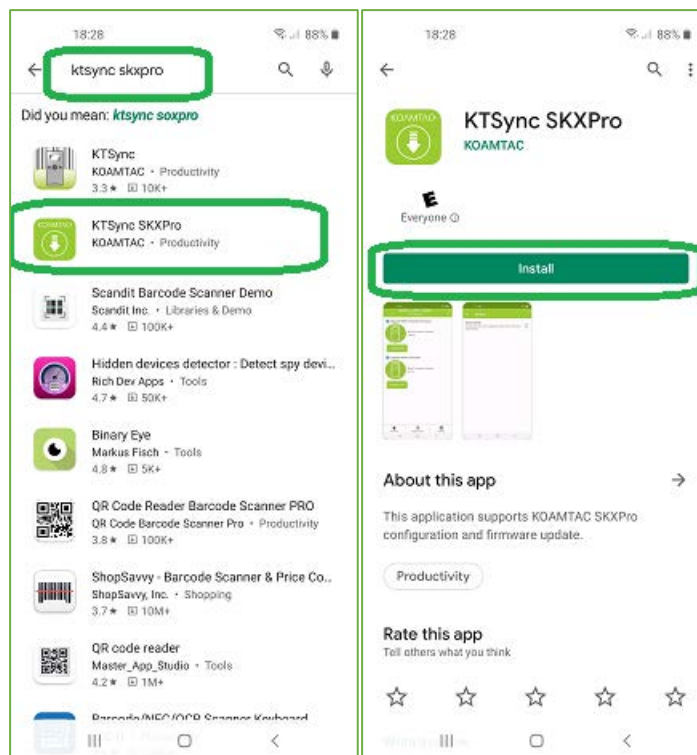 18:28
88%
ktsync skxpro
Did you mean: ktsync soxpro
KTSync
KOAMTAC • Productivity
3.3★ 10K+
KTSync SKXPro
KOAMTAC • Productivity
Scandit Barcode Scanner Demo
Scandit Inc. • Libraries & Demo
4.4★ 100K+
Hidden devices detector : Detect spy devi...
Rich Dev Apps • Tools
4.7★ 50K+
Binary Eye
Markus Fisch • Tools
4.8★ 5K+
QR Code Reader Barcode Scanner PRO
QR Code Barcode Scanner Pro • Productivity
3.8★ 100K+
ShopSavvy - Barcode Scanner & Price Co..
ShopSavvy, Inc. • Shopping
3.7★ 10M+
QR code reader
Master_App_Studio • Tools
4.2★ 1M+
Barcode/NFC/OCR Scanner Keyboard
18:28
88%
KOAMTAC
KTSync SKXPro
KOAMTAC
E
Everyone
Install
About this app
This application supports KOAMTAC SKXPro
configuration and firmware update.
Productivity
Rate this app
Tell others what you think